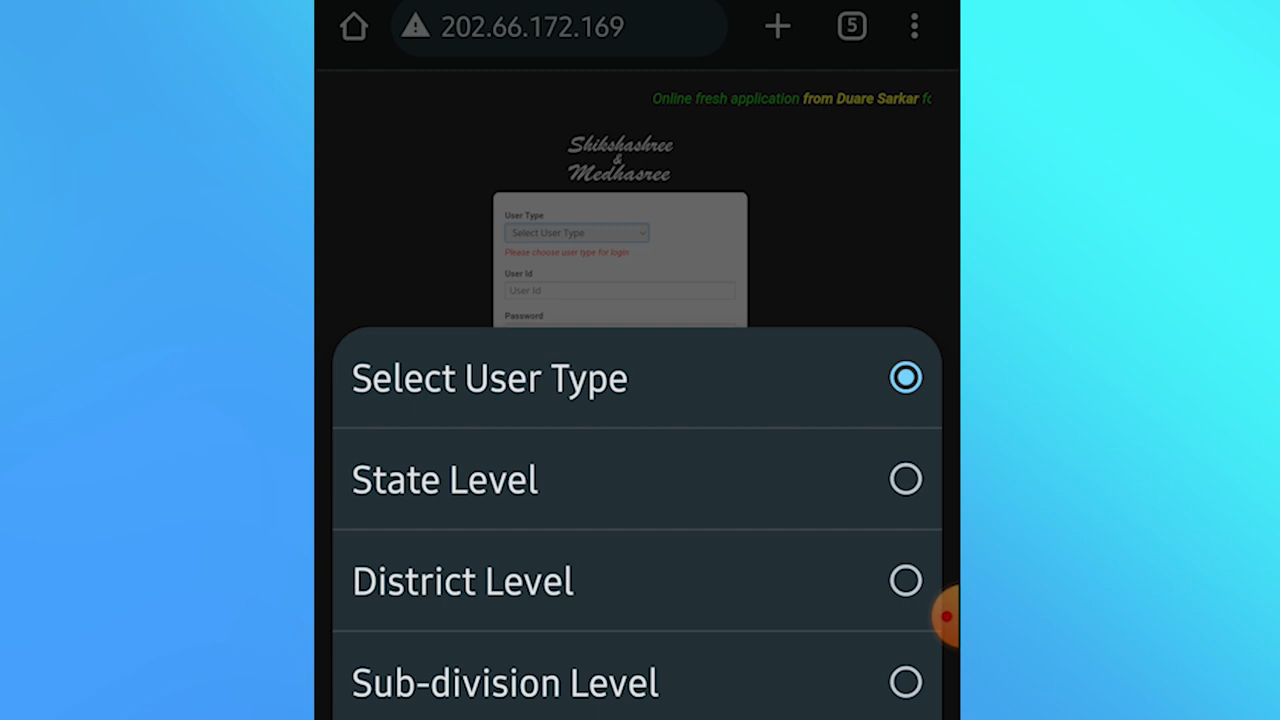 202.66.172.169
5
Online fresh application from Duare Sarkar fo
Shikshashree
&
Medhasree
User Type
Select User Type
Please choose user type for login
User Id
User Id
Password
Select User Type
State Level
District Level
Sub-division Level